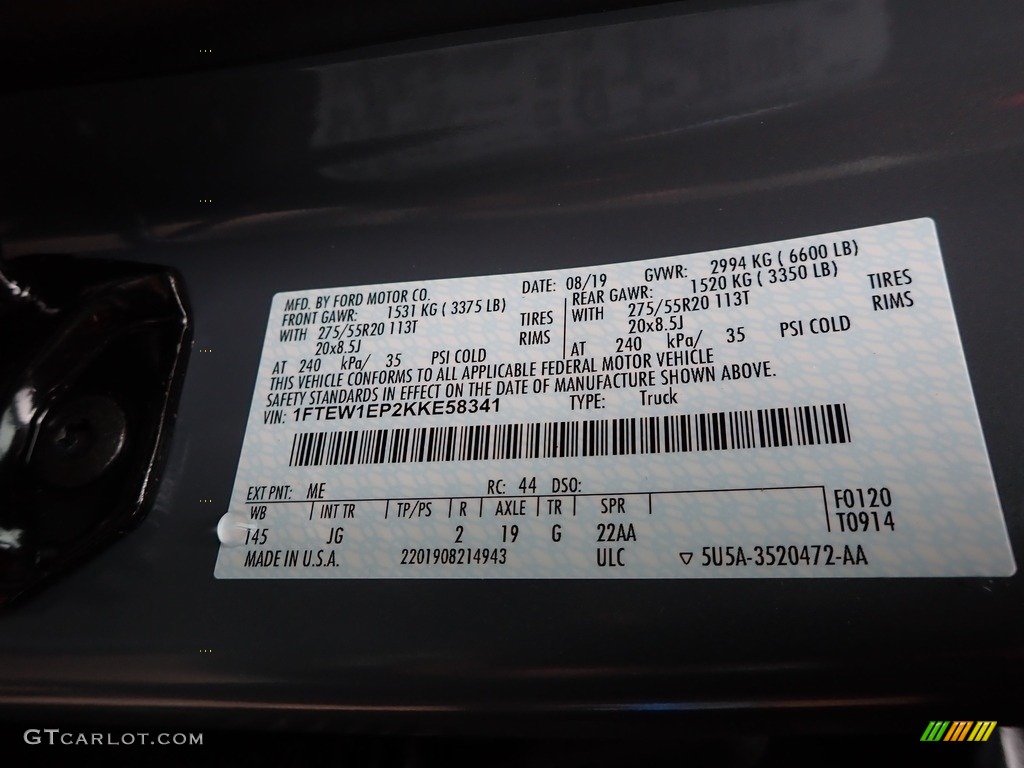 MFD. BY FORD MOTOR CO. DATE: 08/19 GVWR: 2994 KG ( 6600 LB)
FRONT GAWR: 1531 KG ( 3375 LB) REAR GAWR: 1520 KG ( 3350 LB)
WITH 275/55R20 113T TIRES WITH 275/55R20 113T TIRES
20x8.5J RIMS 20x8.5J RIMS
AT 240 kPa/ 35 PSI COLD AT 240 kPa/ 35 PSI COLD
THIS VEHICLE CONFORMS TO ALL APPLICABLE FEDERAL MOTOR VEHICLE
SAFETY STANDARDS IN EFFECT ON THE DATE OF MANUFACTURE SHOWN ABOVE.
VIN: 1FTEW1EP2KKE58341 TYPE: Truck
EXT PNT: ME RC: 44 DSO:
WB INT TR TP/PS R AXLE TR SPR F0120
145 JG 2 19 G 22AA T0914
MADE IN U.S.A. 2201908214943 ULC ▽ 5U5A-3520472-AA
GTCARLOT.COM